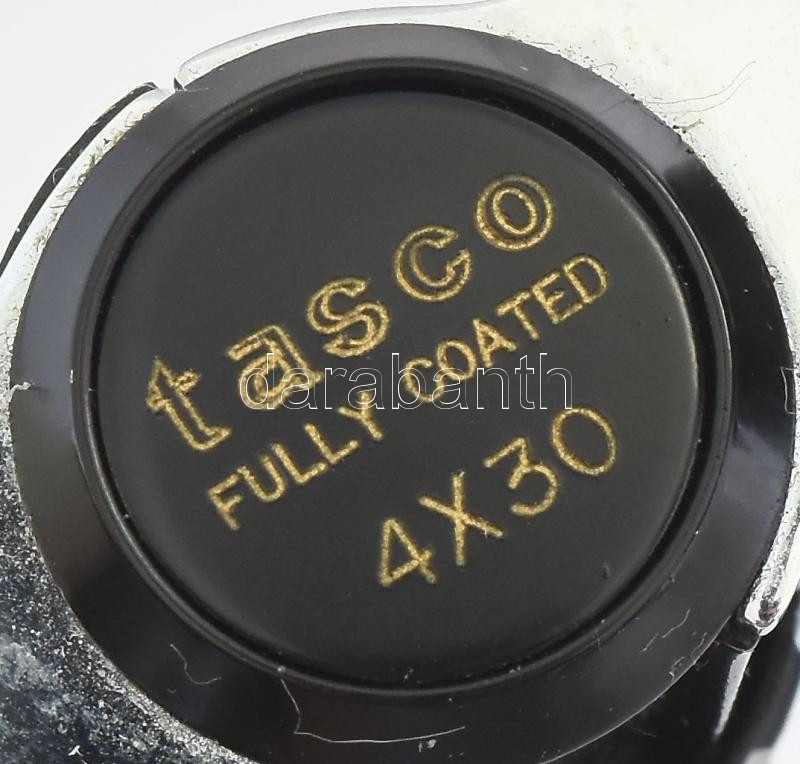 tasco
FULLY COATED
4X30
darabanth